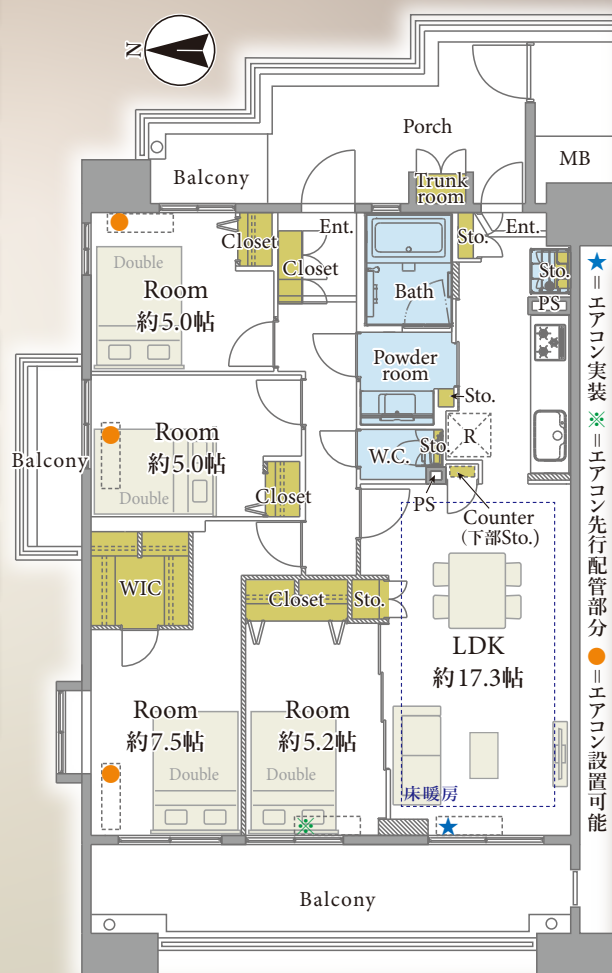 N
Porch
MB
Balcony
Trunk
room
Ent.
Closet
Closet
Sto.
Ent.
Double
Room
約5.0帖
Bath
Sto.
PS
Powder
room
Sto.
R
Room
約5.0帖
Double
Balcony
Closet
W.C.
Sto.
PS
Counter
(下部Sto.)
WIC
Closet
Sto.
LDK
約17.3帖
Room
約7.5帖
Double
Room
約5.2帖
Double
床暖房
※
Balcony
★=エアコン実装 ※=エアコン先行配管部分 ●=エアコン設置可能